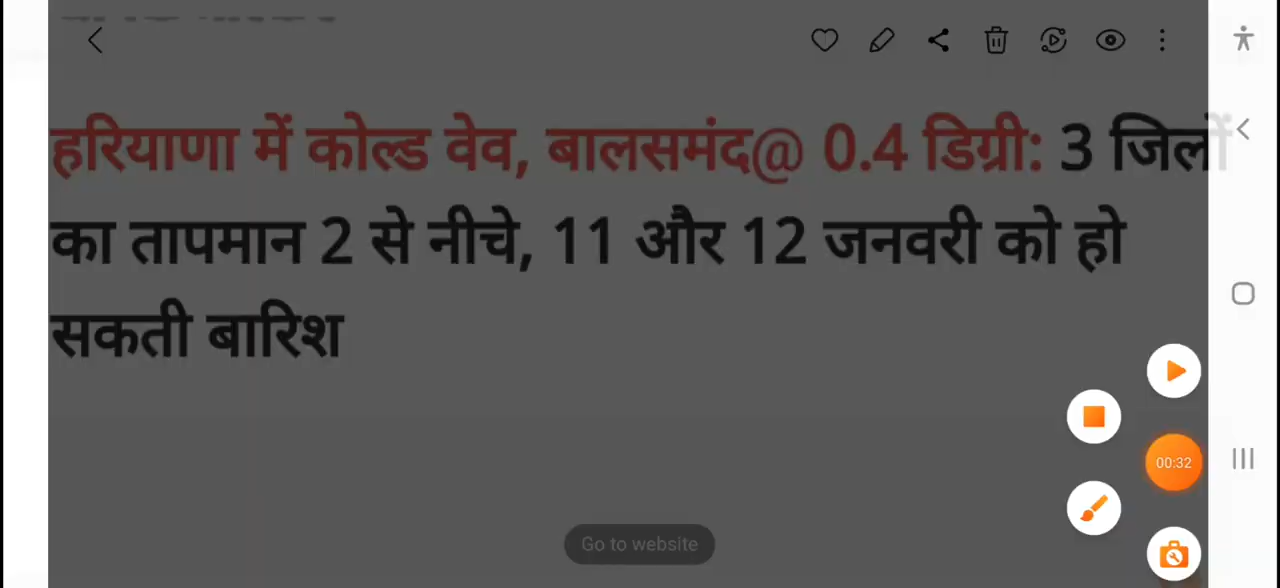 हरियाणा में कोल्ड वेव, बालसमंद@ 0.4 डिग्री: 3 जिलों
का तापमान 2 से नीचे, 11 और 12 जनवरी को हो
सकती बारिश
00:32
Go to website